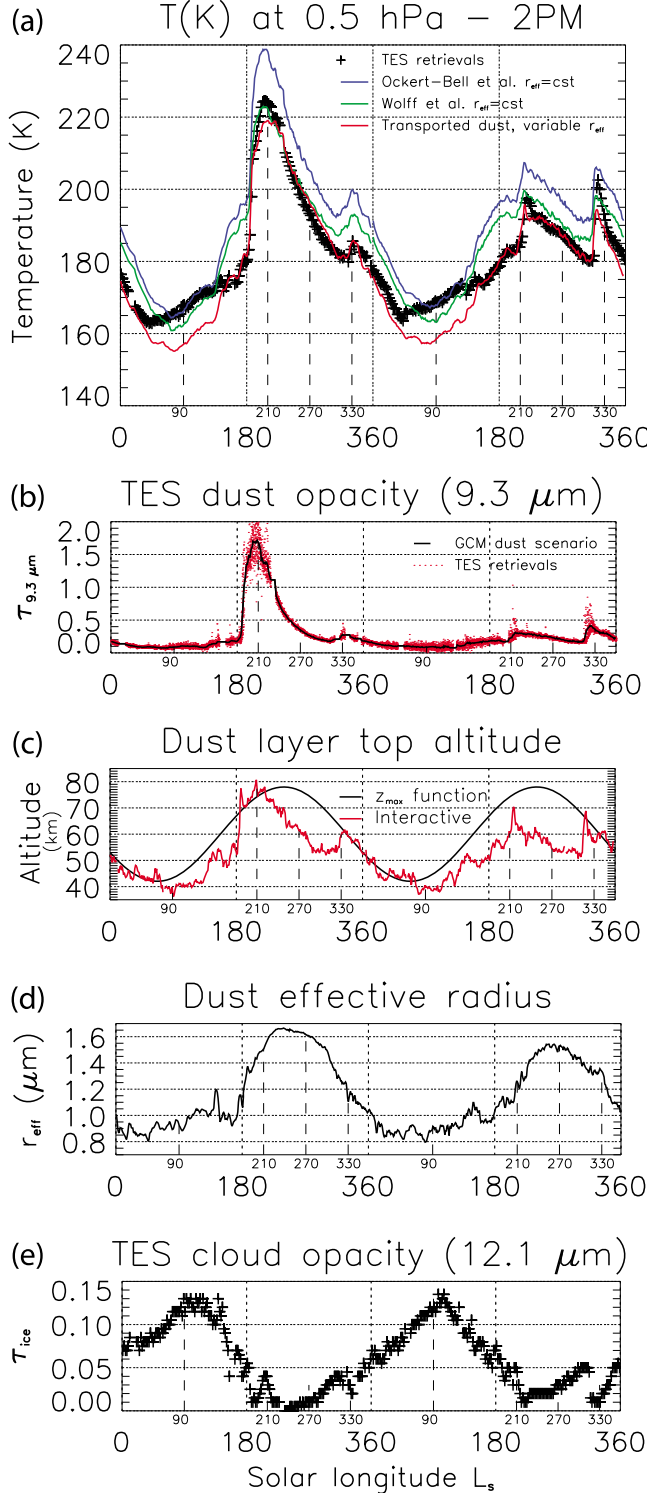 (a) T(K) at 0.5 hPa – 2PM
Temperature (K)
240
220
200
180
160
140
TES retrievals
Ockert–Bell et al. r_eff=cst
Wolff et al. r_eff=cst
Transported dust, variable r_eff
90 210 270 330 90 210 270 330
0 180 360 180 360
(b) TES dust opacity (9.3 μm)
τ9.3 μm
2.0
1.5
1.0
0.5
0.0
GCM dust scenario
TES retrievals
90 210 270 330 90 210 270 330
0 180 360 180 360
(c) Dust layer top altitude
Altitude
(km)
80
70
60
50
40
z_max function
Interactive
90 210 270 330 90 210 270 330
0 180 360 180 360
(d) Dust effective radius
r_eff (μm)
1.6
1.4
1.2
1.0
0.8
90 210 270 330 90 210 270 330
0 180 360 180 360
(e) TES cloud opacity (12.1 μm)
τ_ice
0.15
0.10
0.05
0.00
90 210 270 330 90 210 270 330
0 180 360 180 360
Solar longitude L_s